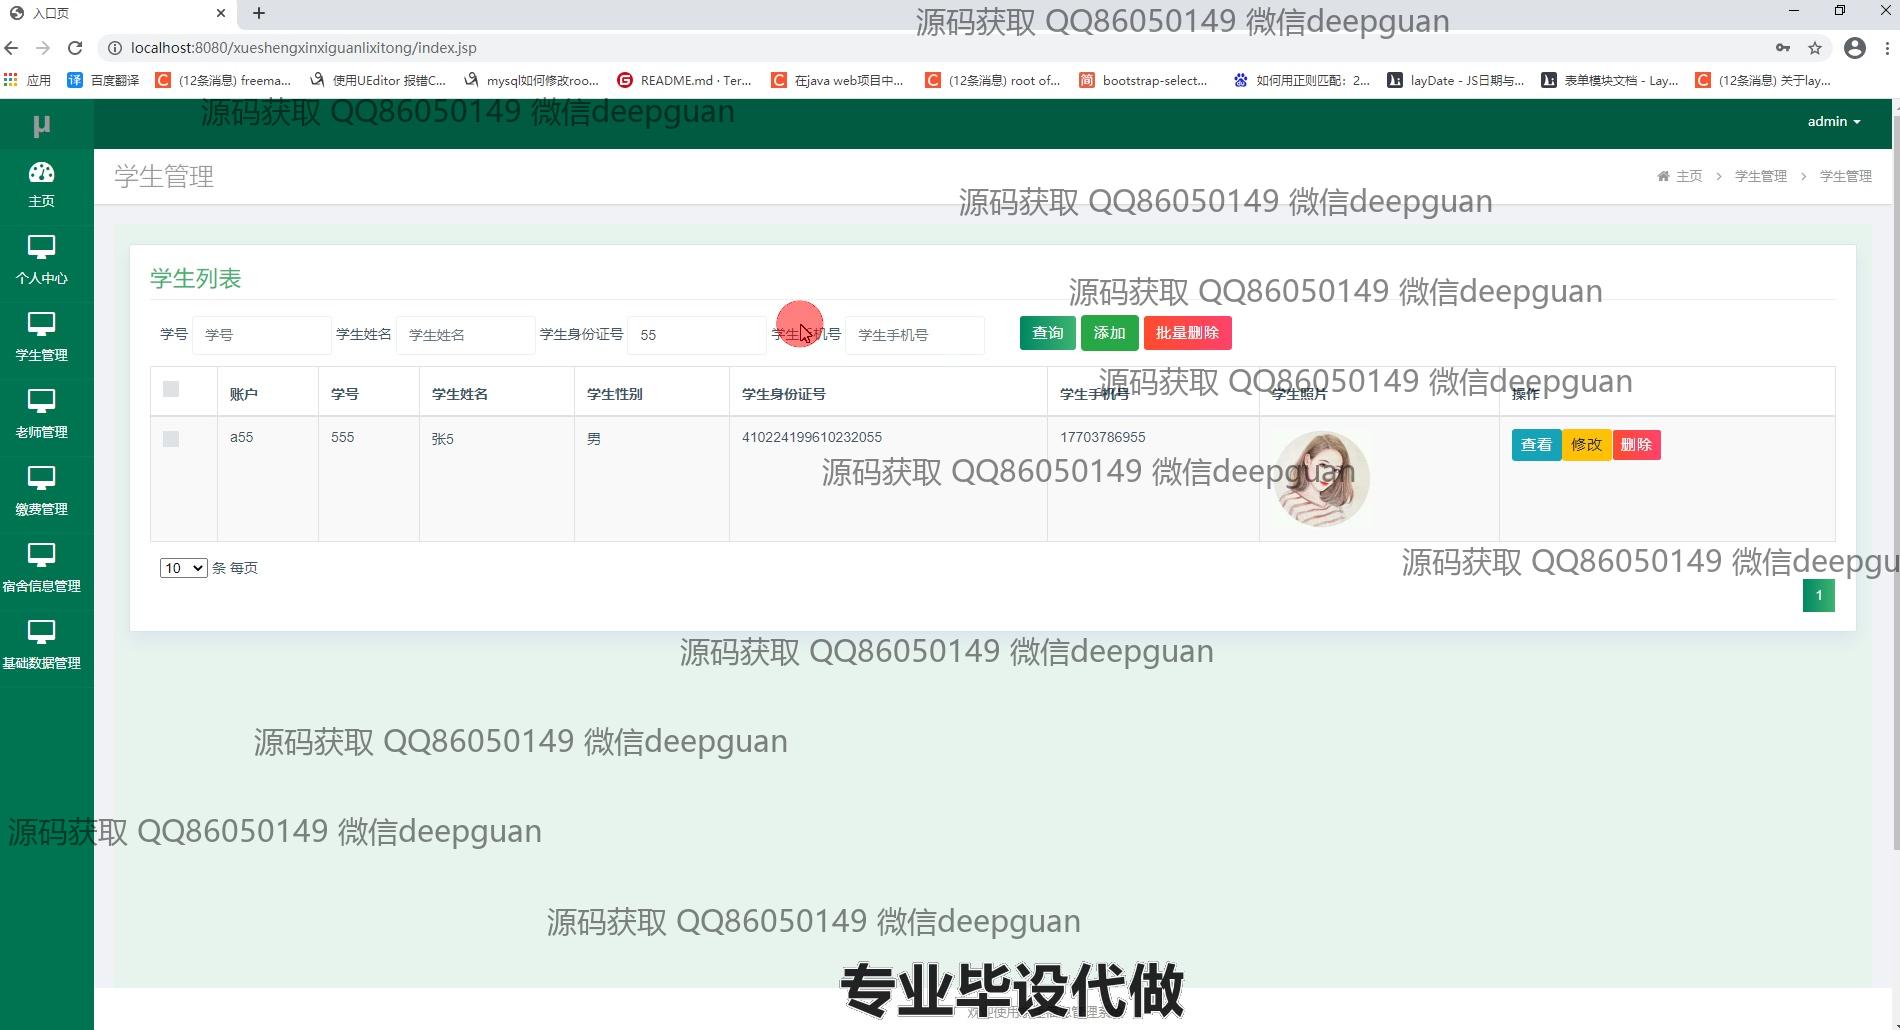 入口页
源码获取 QQ86050149 微信deepguan
localhost:8080/xueshengxinxiguanlixitong/index.jsp
应用 百度翻译 (12条消息) freema... 使用UEditor 报错C... mysql如何修改roo... README.md · Ter... 在java web项目中... (12条消息) root of... bootstrap-select... 如何用正则匹配：2... layDate - JS日期与... 表单模块文档 - Lay... (12条消息) 关于lay...
源码获取 QQ86050149 微信deepguan
μ
admin
学生管理
主页 > 学生管理 > 学生管理
源码获取 QQ86050149 微信deepguan
主页
个人中心
学生管理
老师管理
缴费管理
宿舍信息管理
基础数据管理
学生列表
源码获取 QQ86050149 微信deepguan
学号 学号 学生姓名 学生姓名 学生身份证号 55 学生手机号 学生手机号 查询 添加 批量删除
源码获取 QQ86050149 微信deepguan
账户 学号 学生姓名 学生性别 学生身份证号 学生手机号 学生照片 操作
a55 555 张5 男 410224199610232055 17703786955 查看 修改 删除
源码获取 QQ86050149 微信deepguan
10 条 每页
源码获取 QQ86050149 微信deepgu
1
源码获取 QQ86050149 微信deepguan
源码获取 QQ86050149 微信deepguan
源码获取 QQ86050149 微信deepguan
源码获取 QQ86050149 微信deepguan
专业毕设代做